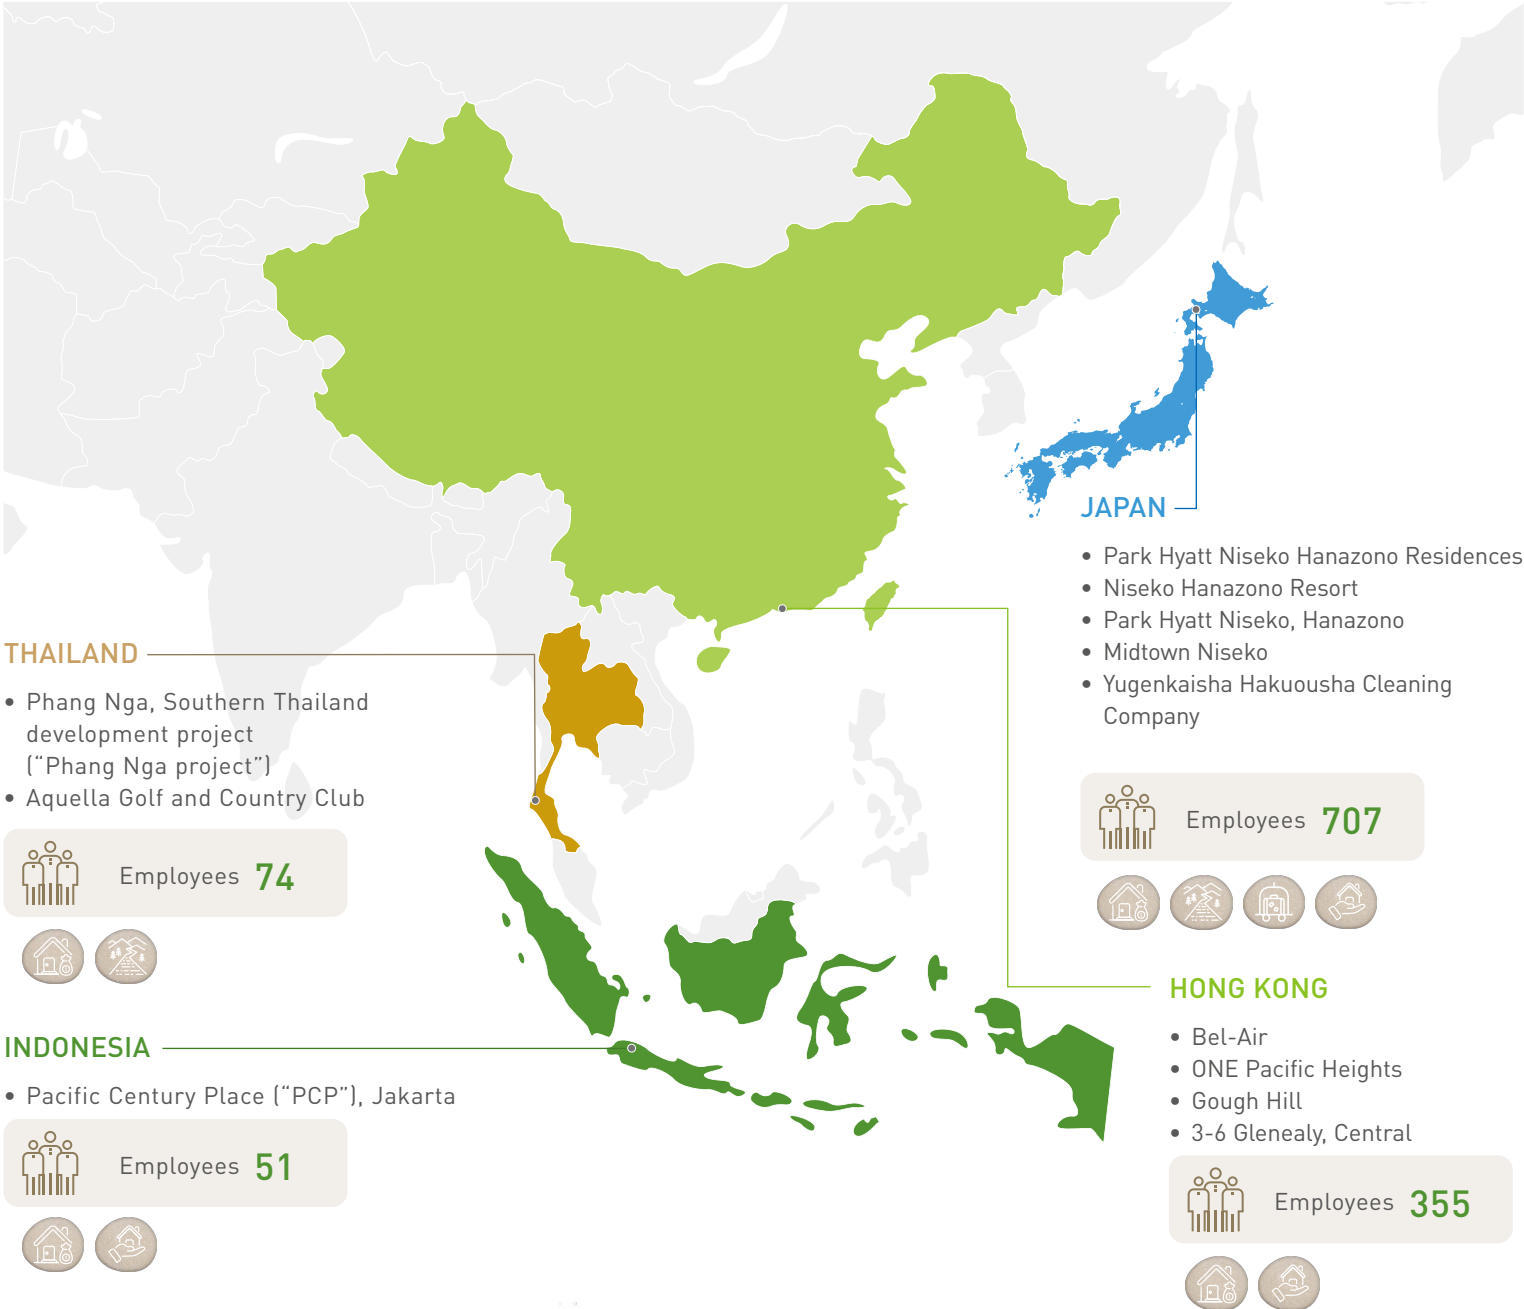 JAPAN
• Park Hyatt Niseko Hanazono Residences
• Niseko Hanazono Resort
• Park Hyatt Niseko, Hanazono
• Midtown Niseko
• Yugenkaisha Hakuousha Cleaning
Company
Employees 707
THAILAND
• Phang Nga, Southern Thailand
development project
(“Phang Nga project”)
• Aquella Golf and Country Club
Employees 74
HONG KONG
• Bel-Air
• ONE Pacific Heights
• Gough Hill
• 3-6 Glenealy, Central
Employees 355
INDONESIA
• Pacific Century Place (“PCP”), Jakarta
Employees 51